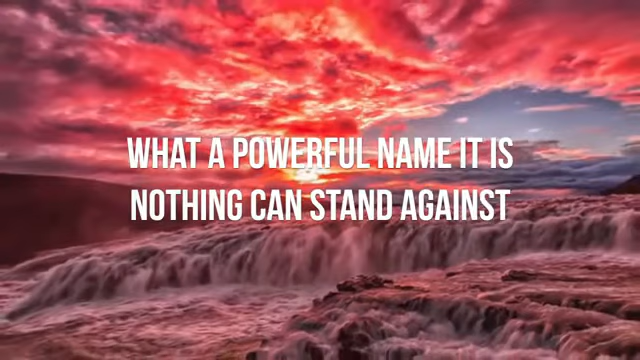 WHAT A POWERFUL NAME IT IS
NOTHING CAN STAND AGAINST